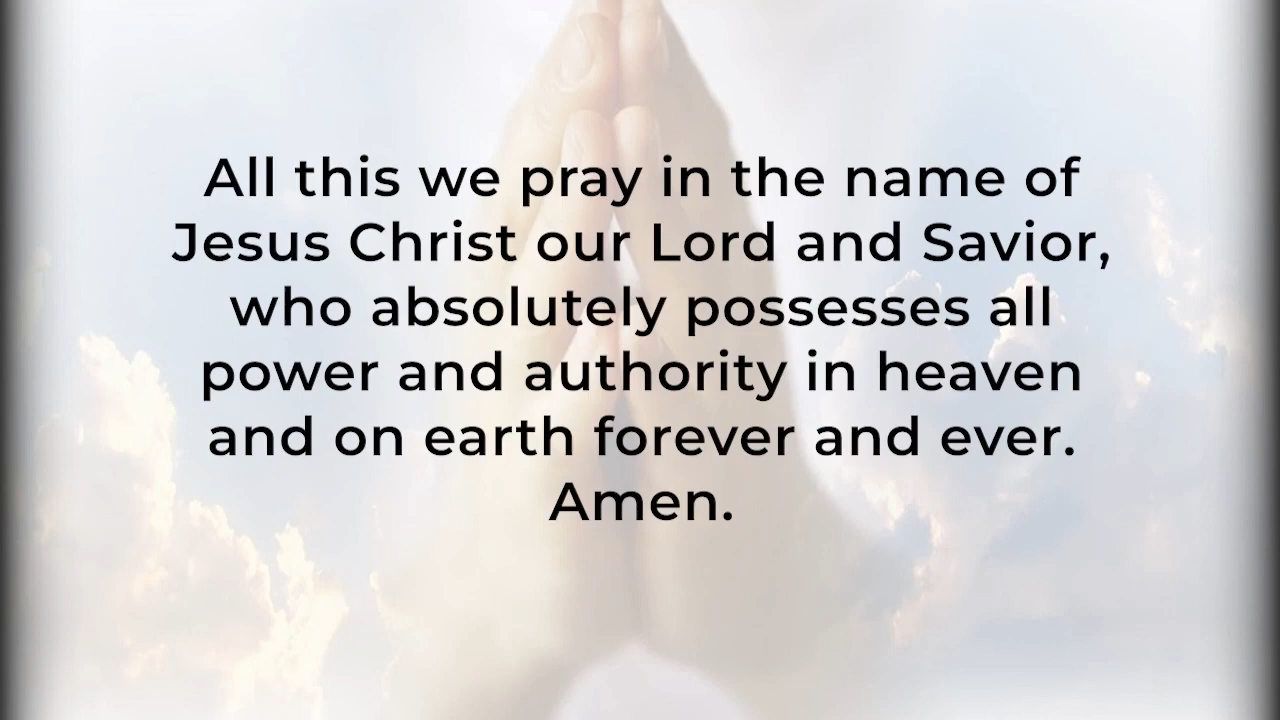 All this we pray in the name of
Jesus Christ our Lord and Savior,
who absolutely possesses all
power and authority in heaven
and on earth forever and ever.
Amen.